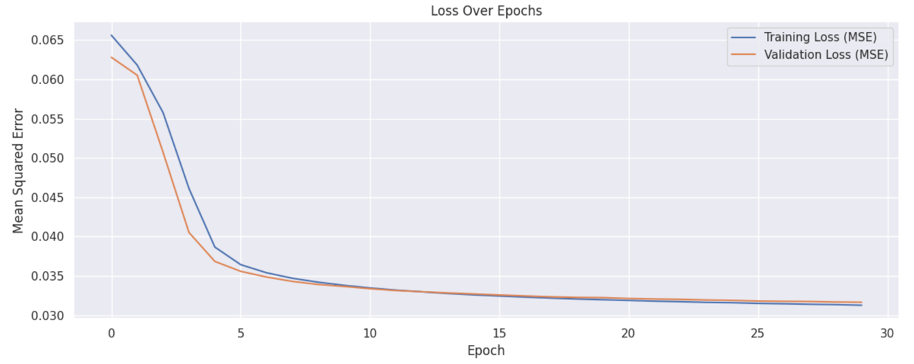 Loss Over Epochs
Training Loss (MSE)
Validation Loss (MSE)
Mean Squared Error
0.065
0.060
0.055
0.050
0.045
0.040
0.035
0.030
0 5 10 15 20 25 30
Epoch